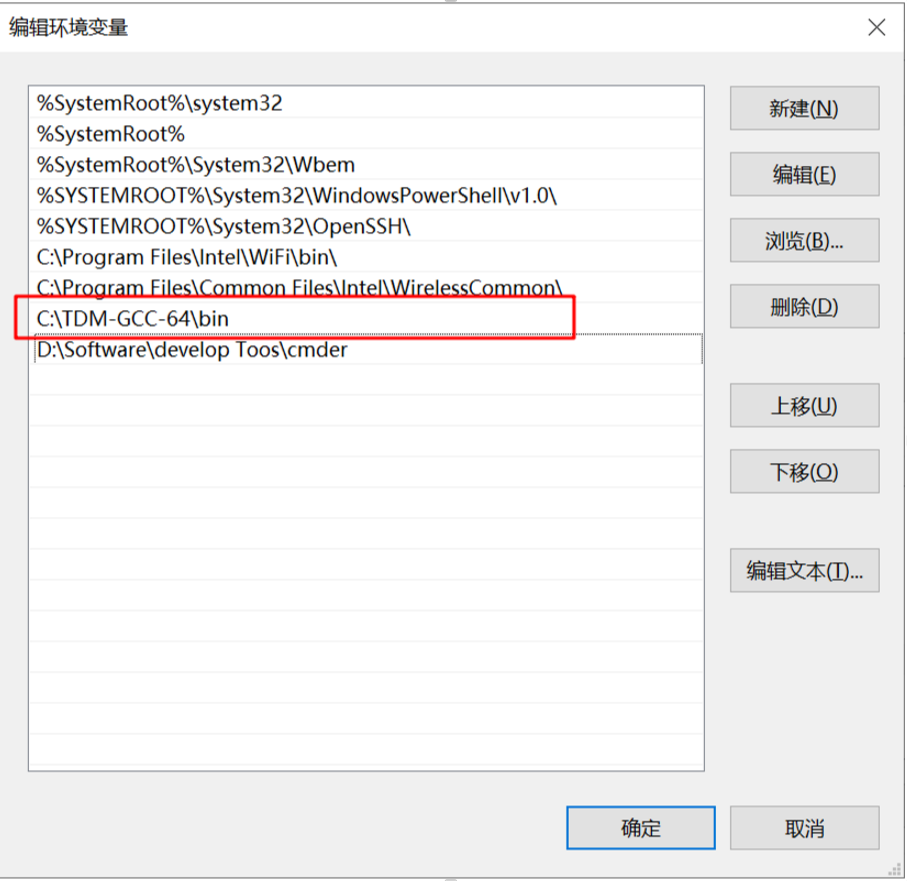 编辑环境变量
%SystemRoot%\system32
%SystemRoot%
%SystemRoot%\System32\Wbem
%SYSTEMROOT%\System32\WindowsPowerShell\v1.0\
%SYSTEMROOT%\System32\OpenSSH\
C:\Program Files\Intel\WiFi\bin\
C:\Program Files\Common Files\Intel\WirelessCommon\
C:\TDM-GCC-64\bin
D:\Software\develop Toos\cmder
新建(N)
编辑(E)
浏览(B)...
删除(D)
上移(U)
下移(O)
编辑文本(T)...
确定
取消